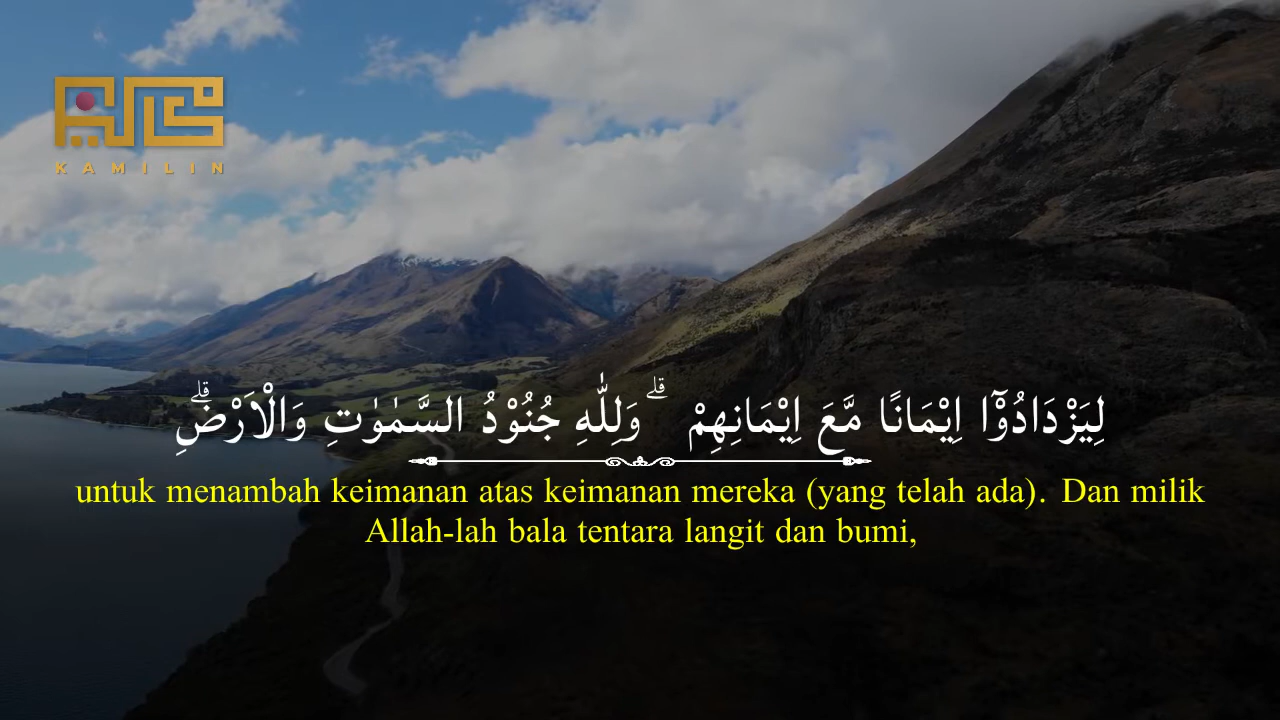 KAMILIN
لِيَزْدَادُوْٓا اِيْمَانًا مَّعَ اِيْمَانِهِمْ ۗ وَلِلّٰهِ جُنُوْدُ السَّمٰوٰتِ وَالْاَرْضِۗ
untuk menambah keimanan atas keimanan mereka (yang telah ada). Dan milik
Allah-lah bala tentara langit dan bumi,